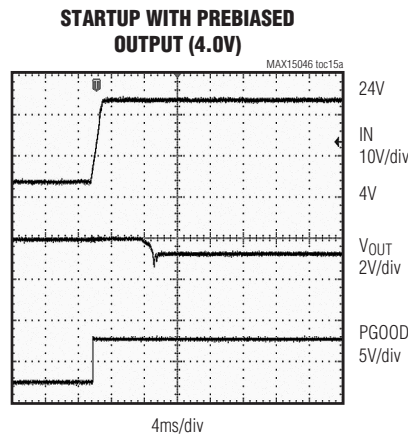 STARTUP WITH PREBIASED
OUTPUT (4.0V)
MAX15046 toc15a
24V
IN
10V/div
4V
VOUT
2V/div
PGOOD
5V/div
4ms/div